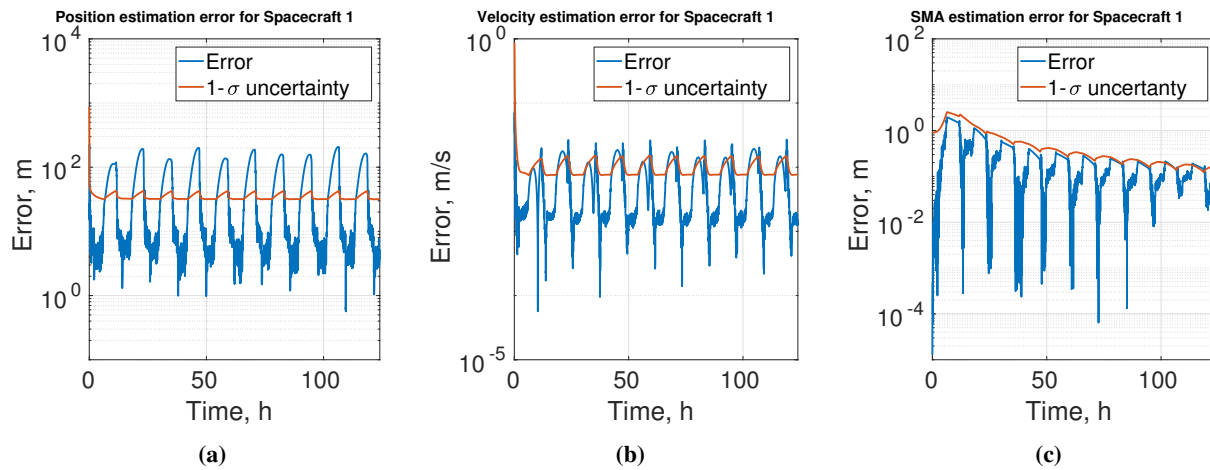 Position estimation error for Spacecraft 1
10^4
10^2
10^0
Error, m
Error
1-σ uncertainty
0
50
100
Time, h
(a)
Velocity estimation error for Spacecraft 1
10^0
10^-5
Error, m/s
Error
1-σ uncertainty
0
50
100
Time, h
(b)
SMA estimation error for Spacecraft 1
10^2
10^0
10^-2
10^-4
Error, m
Error
1-σ uncertainty
0
50
100
Time, h
(c)